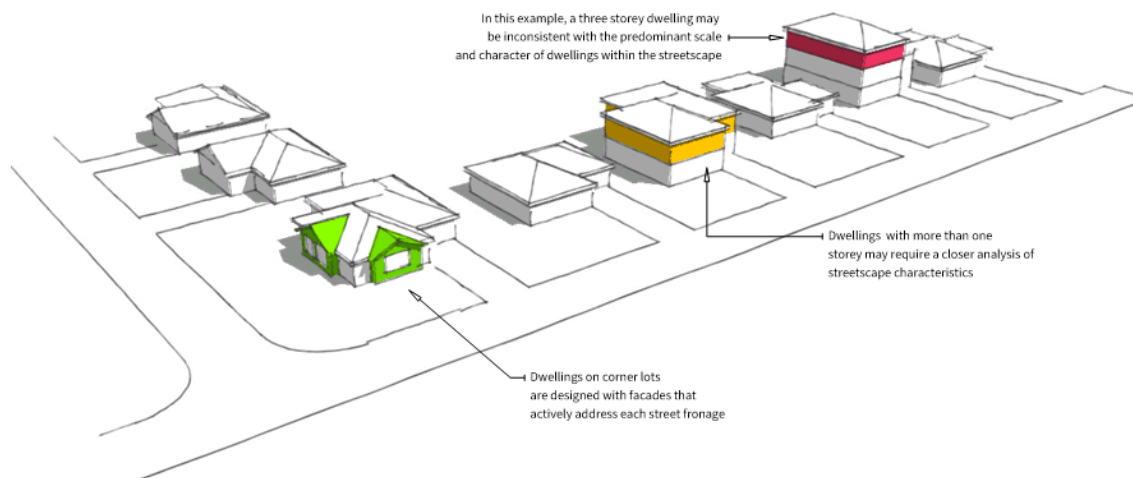 In this example, a three storey dwelling may
be inconsistent with the predominant scale
and character of dwellings within the streetscape
Dwellings with more than one
storey may require a closer analysis of
streetscape characteristics
Dwellings on corner lots
are designed with facades that
actively address each street fronage